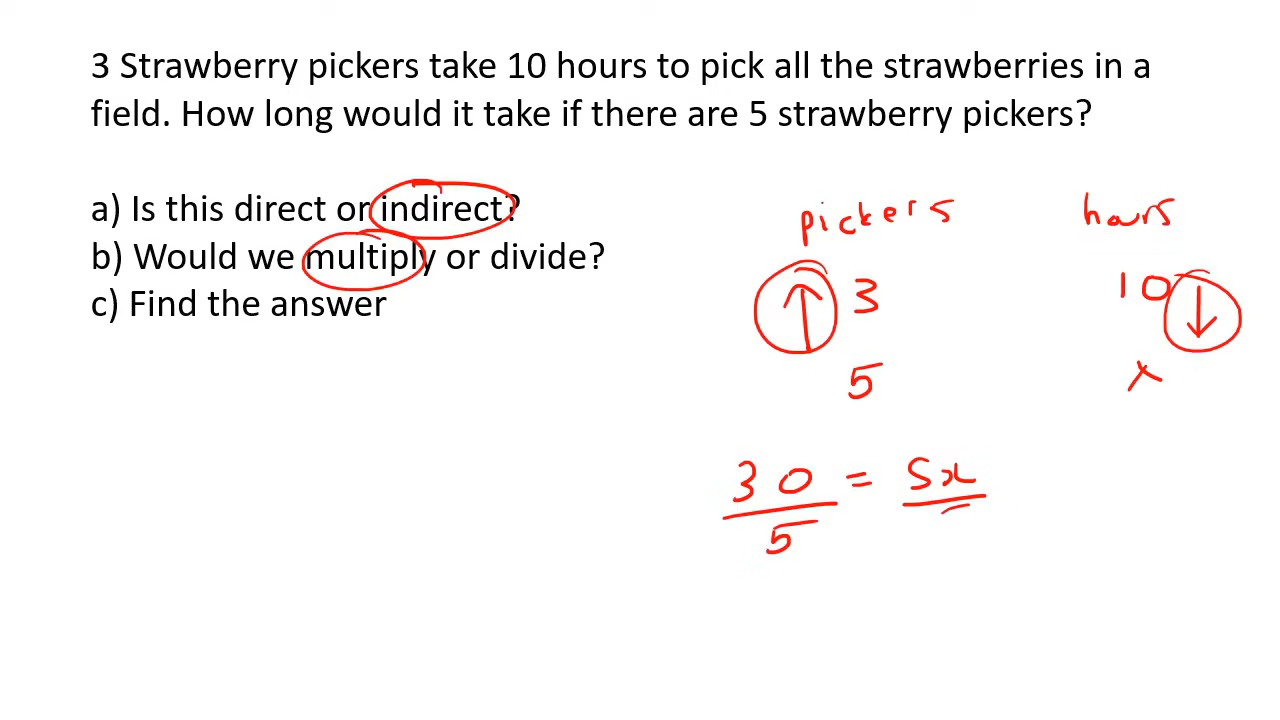 3 Strawberry pickers take 10 hours to pick all the strawberries in a
field. How long would it take if there are 5 strawberry pickers?
a) Is this direct or indirect?
b) Would we multiply or divide?
c) Find the answer
pickers hours
↑ 3 10 ↓
5 x
30 = 5x
5